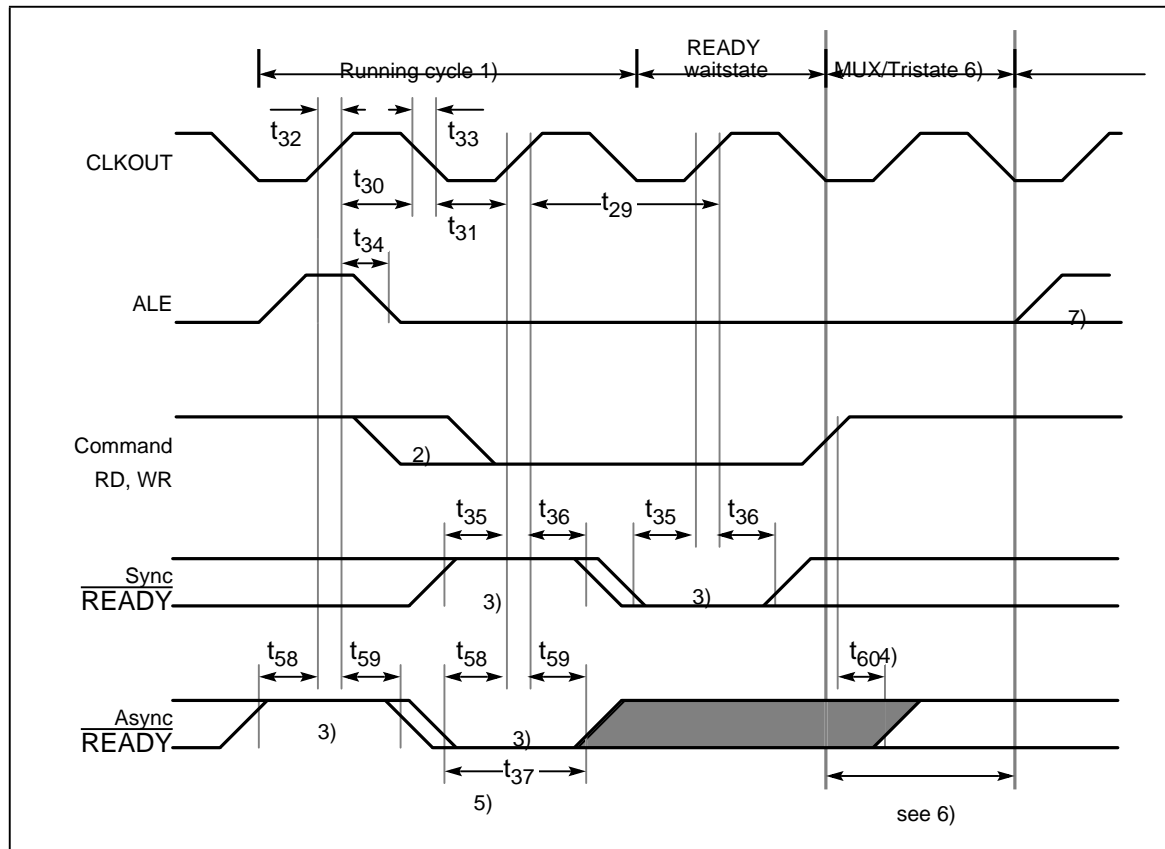 READY
Running cycle 1) waitstate MUX/Tristate 6)
t32 t33
CLKOUT
t30
t31 t29
t34
ALE
7)
Command 2)
RD, WR
t35 t36 t35 t36
Sync
READY 3) 3)
t58 t59 t58 t59 t604)
Async
READY 3) 3)
t37
5) see 6)